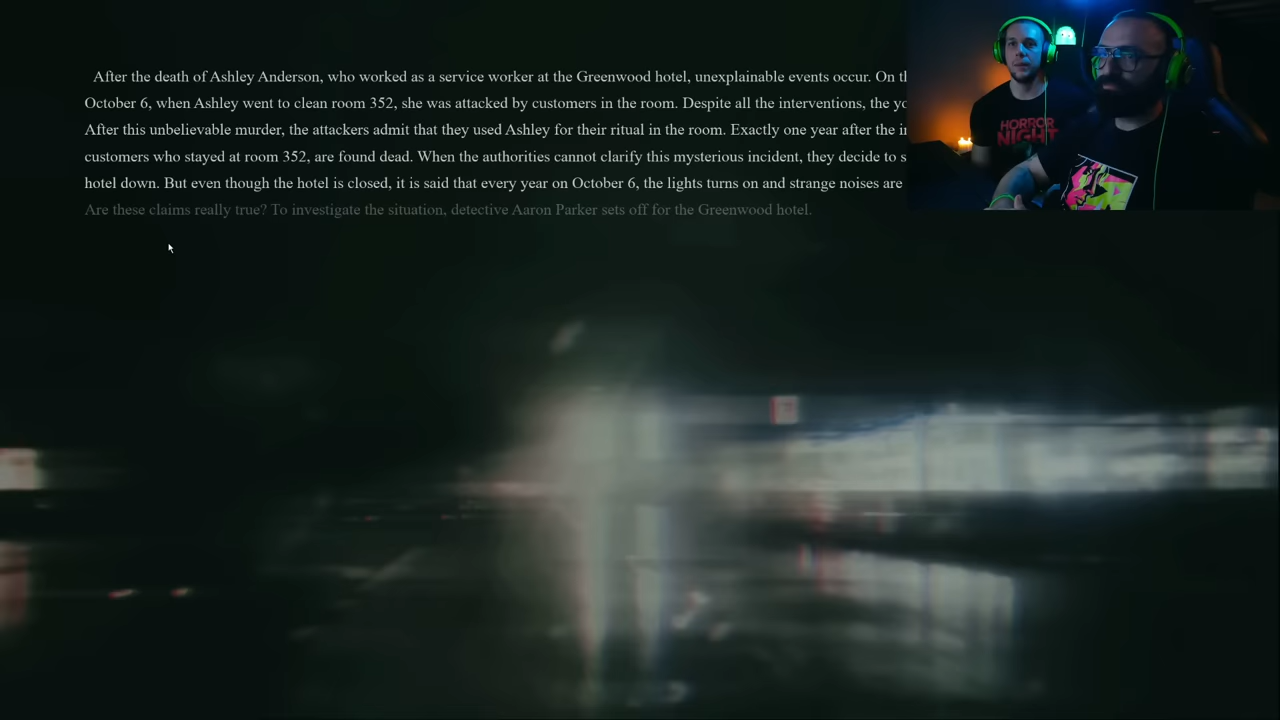 After the death of Ashley Anderson, who worked as a service worker at the Greenwood hotel, unexplainable events occur. On
October 6, when Ashley went to clean room 352, she was attacked by customers in the room. Despite all the interventions, the
After this unbelievable murder, the attackers admit that they used Ashley for their ritual in the room. Exactly one year after the
customers who stayed at room 352, are found dead. When the authorities cannot clarify this mysterious incident, they decide to
hotel down. But even though the hotel is closed, it is said that every year on October 6, the lights turns on and strange noises are
Are these claims really true? To investigate the situation, detective Aaron Parker sets off for the Greenwood hotel.
HORROR
NIGHT